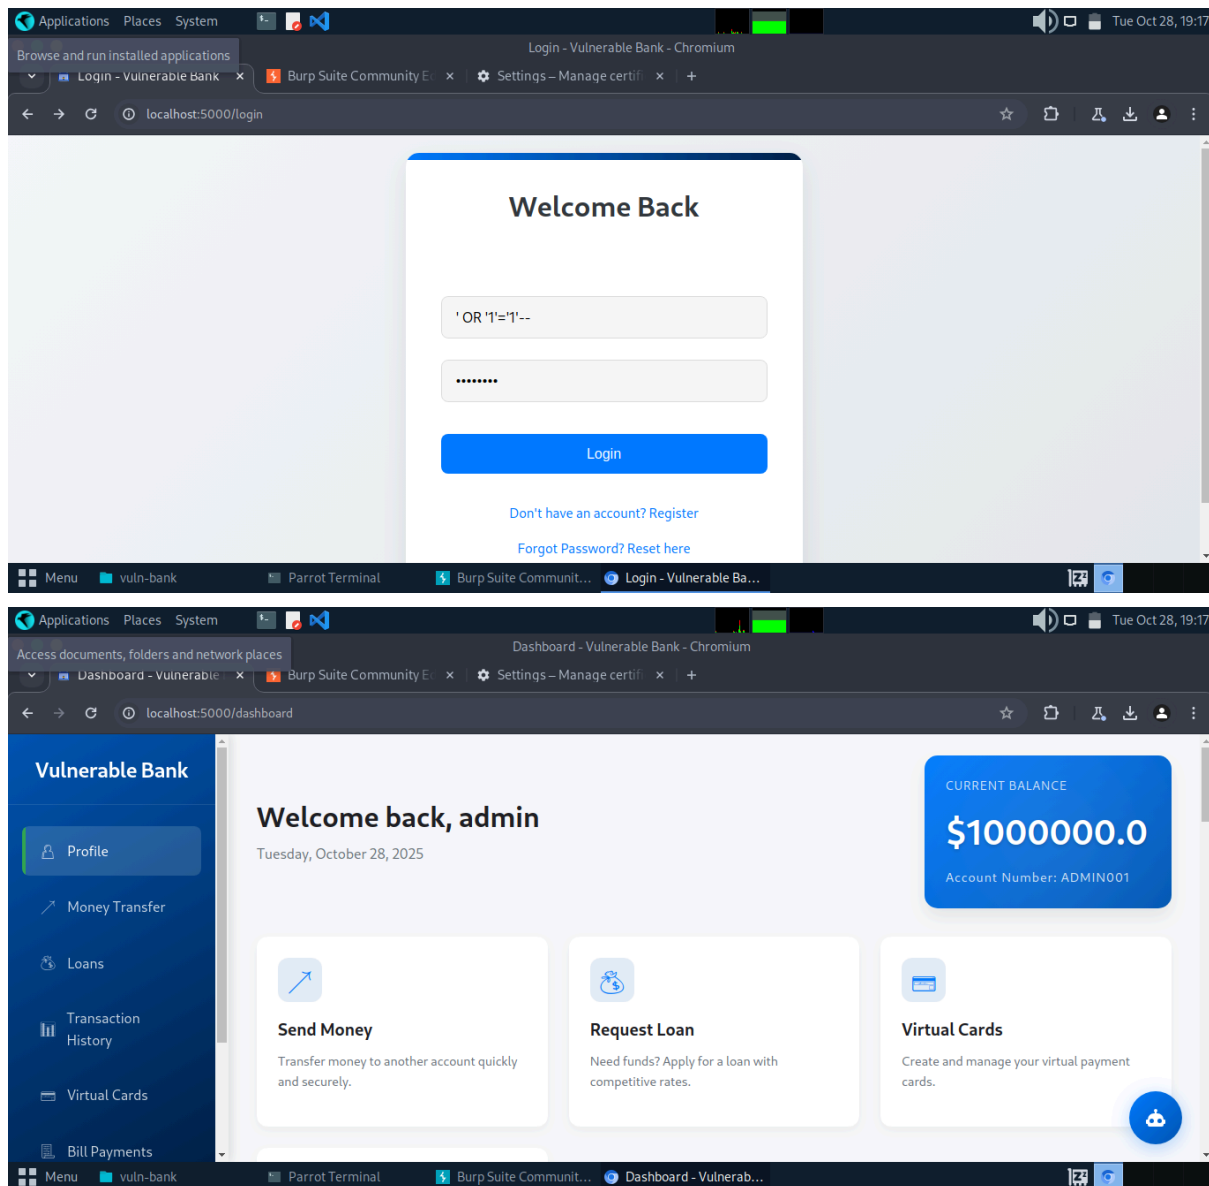 Applications Places System
Tue Oct 28, 19:17
Browse and run installed applications
Login - Vulnerable Bank - Chromium
Login - Vulnerable Bank
Burp Suite Community E
Settings – Manage certif
localhost:5000/login
Welcome Back
' OR '1'='1'--
••••••••
Login
Don't have an account? Register
Forgot Password? Reset here
Menu
vuln-bank
Parrot Terminal
Burp Suite Communit...
Login - Vulnerable Ba...
Applications Places System
Tue Oct 28, 19:17
Access documents, folders and network places
Dashboard - Vulnerable Bank - Chromium
Dashboard - Vulnerable
Burp Suite Community E
Settings – Manage certif
localhost:5000/dashboard
Vulnerable Bank
Profile
Money Transfer
Loans
Transaction
History
Virtual Cards
Bill Payments
Welcome back, admin
Tuesday, October 28, 2025
CURRENT BALANCE
$1000000.0
Account Number: ADMIN001
Send Money
Transfer money to another account quickly
and securely.
Request Loan
Need funds? Apply for a loan with
competitive rates.
Virtual Cards
Create and manage your virtual payment
cards.
Menu
vuln-bank
Parrot Terminal
Burp Suite Communit...
Dashboard - Vulnerab...